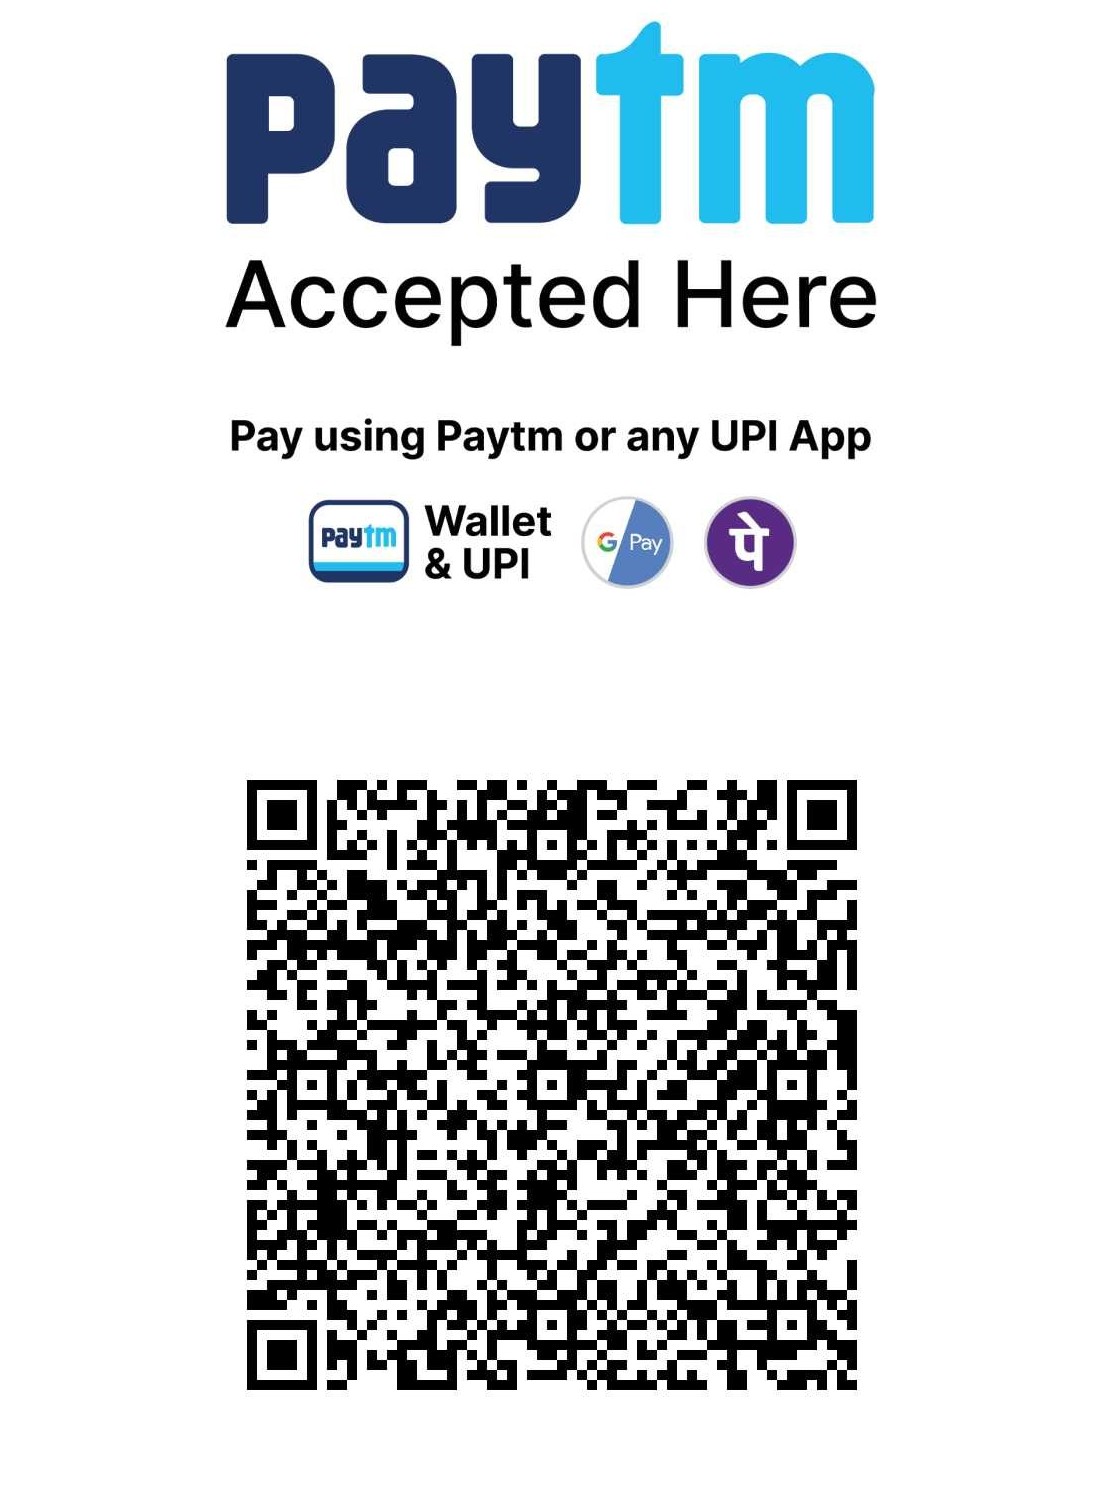 paytm
Accepted Here
Pay using Paytm or any UPI App
paytm Wallet
& UPI
G Pay
पे